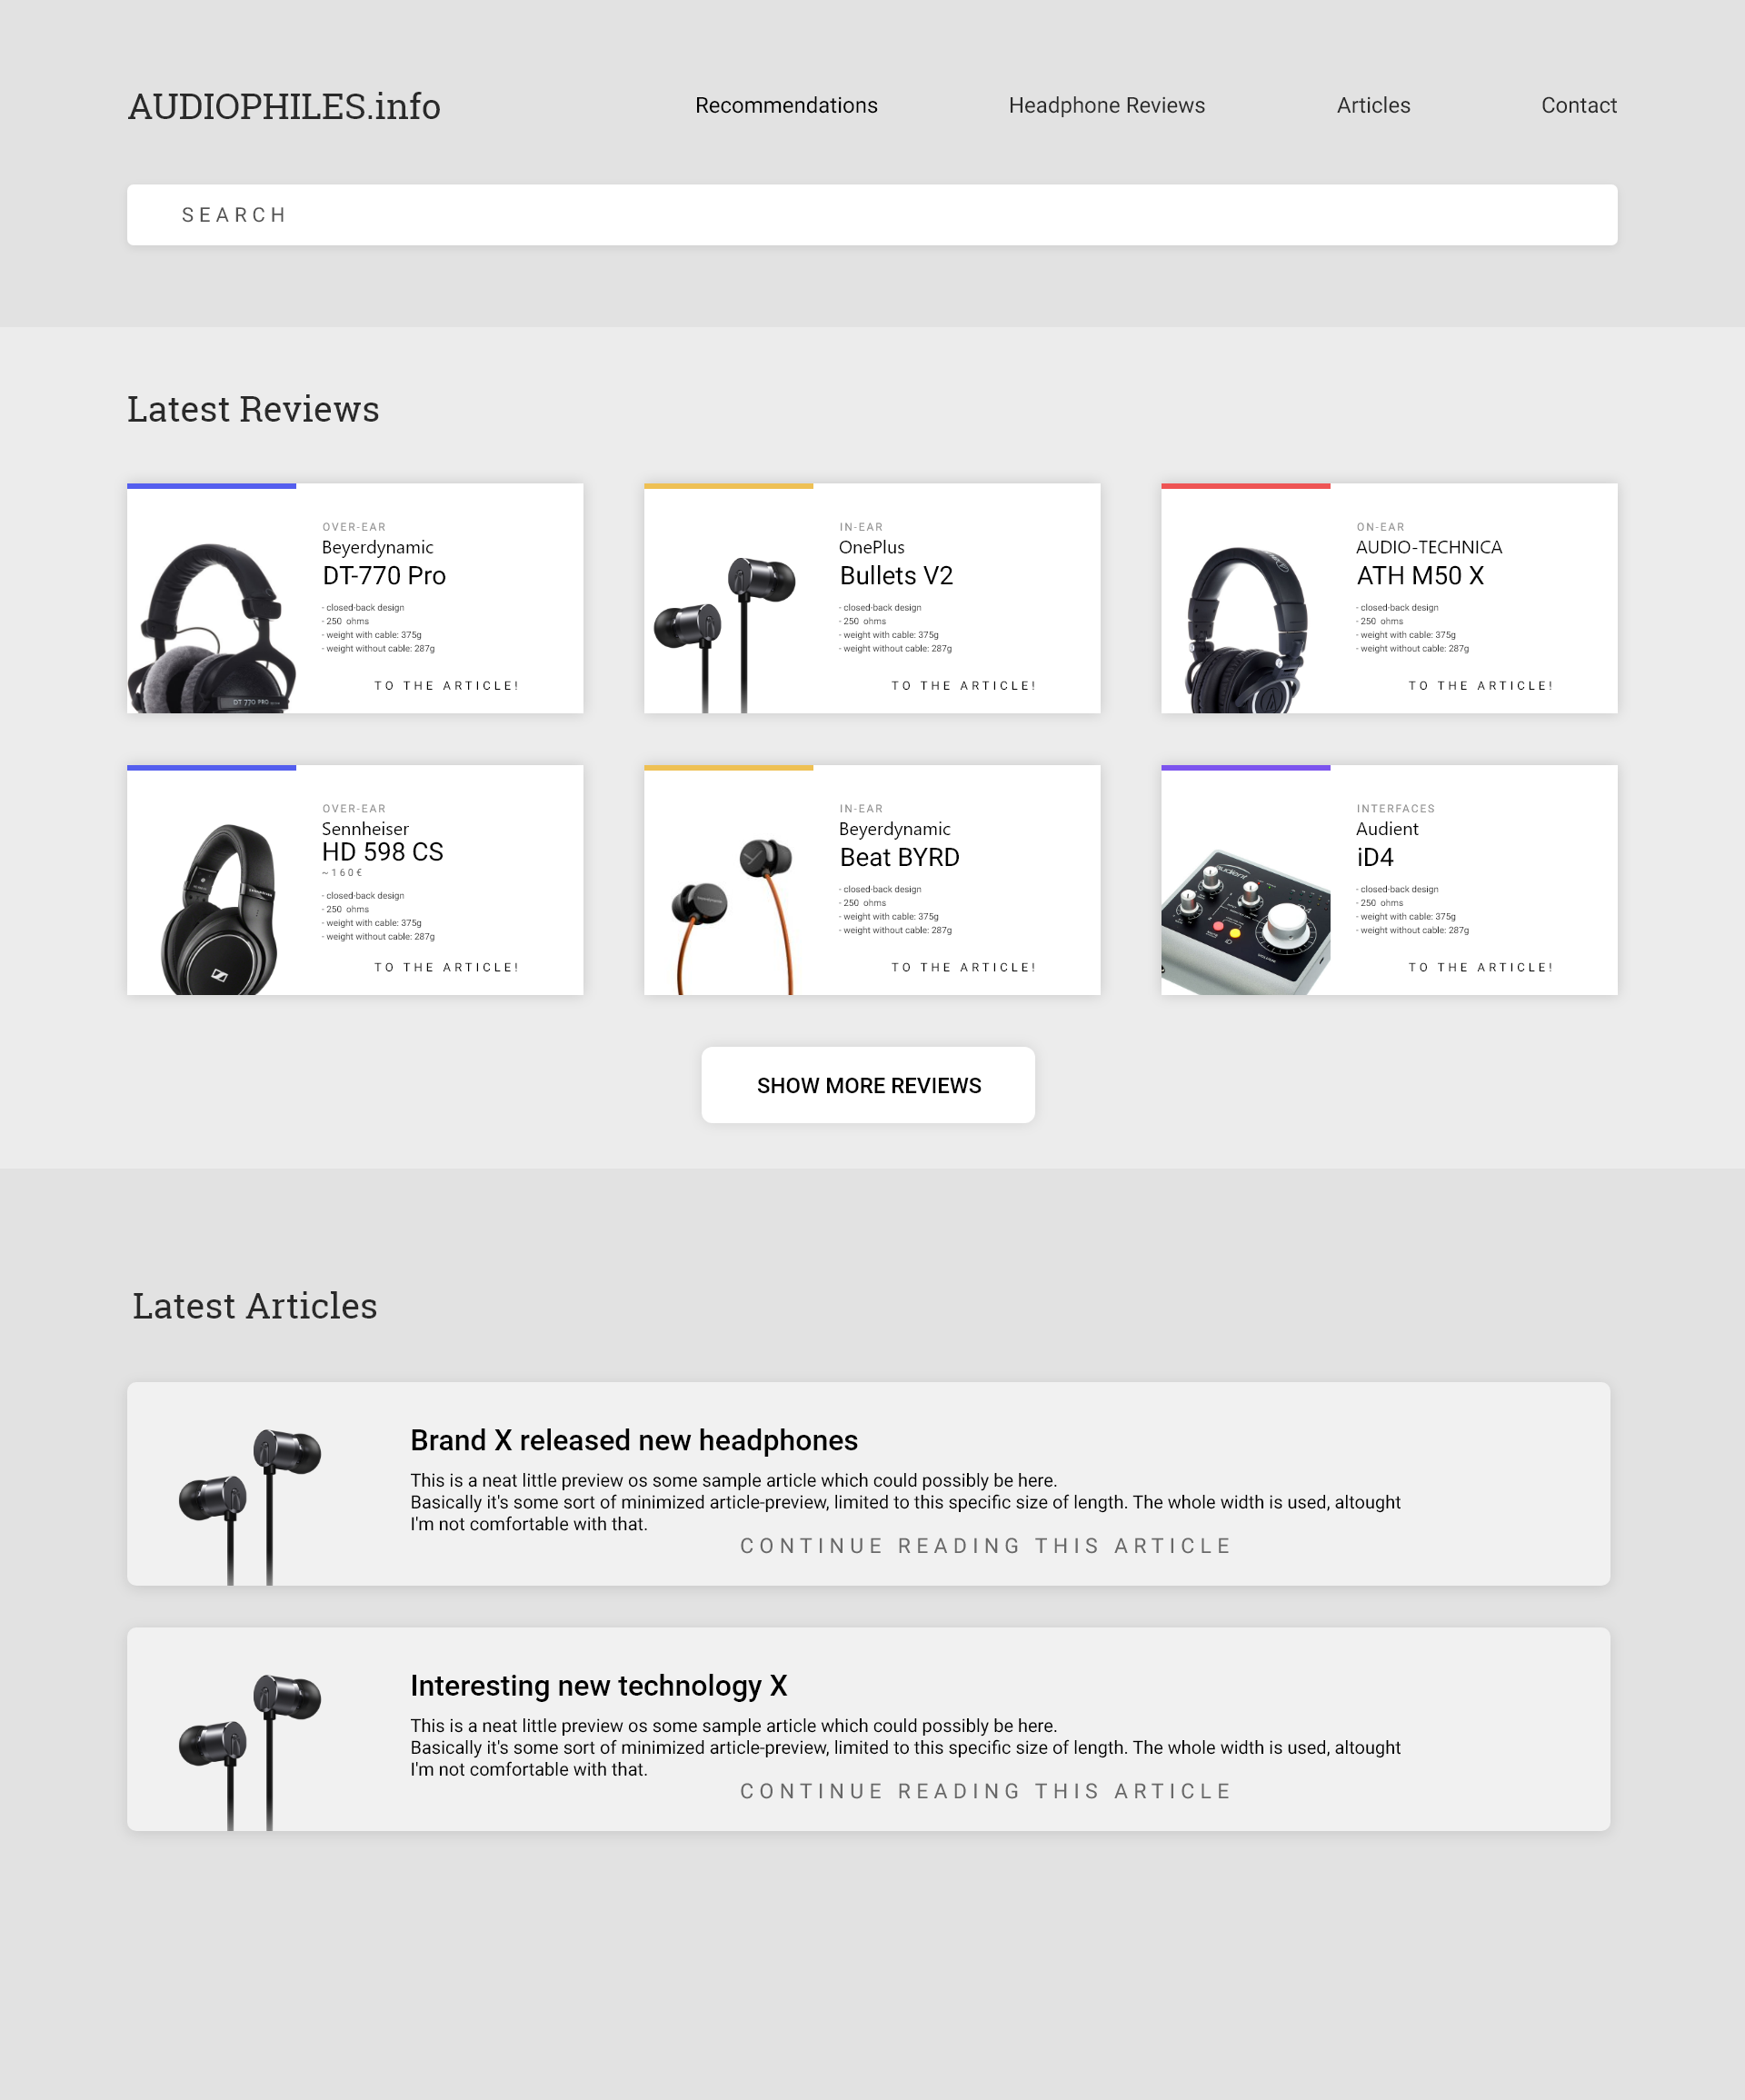 AUDIOPHILES.info
Recommendations
Headphone Reviews
Articles
Contact
SEARCH
Latest Reviews
OVER-EAR
Beyerdynamic
DT-770 Pro
- closed-back design
- 250 ohms
- weight with cable: 375g
- weight without cable: 287g
TO THE ARTICLE!
DT 770 PRO
IN-EAR
OnePlus
Bullets V2
- closed-back design
- 250 ohms
- weight with cable: 375g
- weight without cable: 287g
TO THE ARTICLE!
ON-EAR
AUDIO-TECHNICA
ATH M50 X
- closed-back design
- 250 ohms
- weight with cable: 375g
- weight without cable: 287g
TO THE ARTICLE!
OVER-EAR
Sennheiser
HD 598 CS
~160€
- closed-back design
- 250 ohms
- weight with cable: 375g
- weight without cable: 287g
TO THE ARTICLE!
IN-EAR
Beyerdynamic
Beat BYRD
- closed-back design
- 250 ohms
- weight with cable: 375g
- weight without cable: 287g
TO THE ARTICLE!
INTERFACES
Audient
iD4
- closed-back design
- 250 ohms
- weight with cable: 375g
- weight without cable: 287g
TO THE ARTICLE!
audient
SHOW MORE REVIEWS
Latest Articles
Brand X released new headphones
This is a neat little preview os some sample article which could possibly be here.
Basically it's some sort of minimized article-preview, limited to this specific size of length. The whole width is used, altought
I'm not comfortable with that.
CONTINUE READING THIS ARTICLE
Interesting new technology X
This is a neat little preview os some sample article which could possibly be here.
Basically it's some sort of minimized article-preview, limited to this specific size of length. The whole width is used, altought
I'm not comfortable with that.
CONTINUE READING THIS ARTICLE